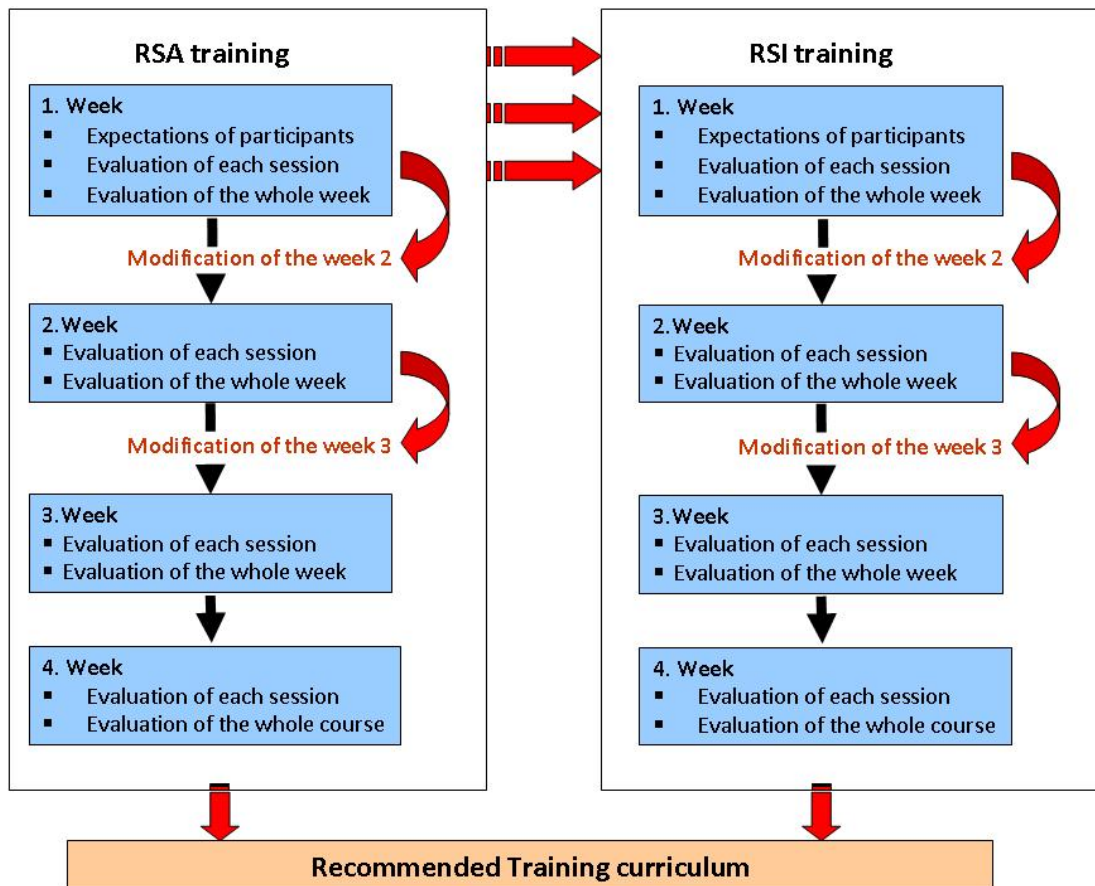 RSA training
1. Week
▪ Expectations of participants
▪ Evaluation of each session
▪ Evaluation of the whole week
Modification of the week 2
2.Week
▪ Evaluation of each session
▪ Evaluation of the whole week
Modification of the week 3
3.Week
▪ Evaluation of each session
▪ Evaluation of the whole week
4. Week
▪ Evaluation of each session
▪ Evaluation of the whole course
RSI training
1. Week
▪ Expectations of participants
▪ Evaluation of each session
▪ Evaluation of the whole week
Modification of the week 2
2.Week
▪ Evaluation of each session
▪ Evaluation of the whole week
Modification of the week 3
3.Week
▪ Evaluation of each session
▪ Evaluation of the whole week
4. Week
▪ Evaluation of each session
▪ Evaluation of the whole course
Recommended Training curriculum